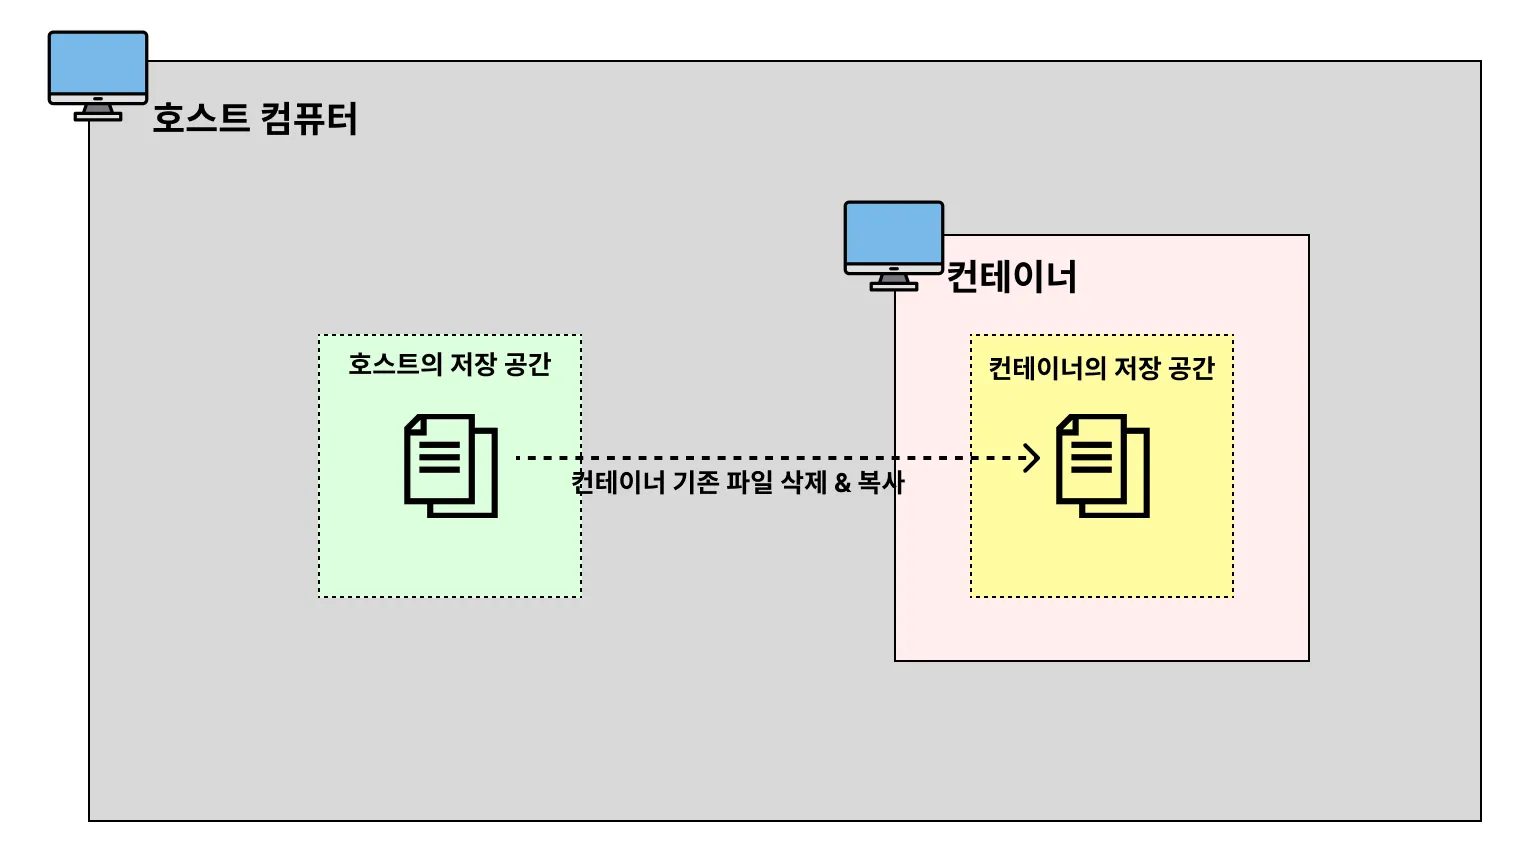 호스트 컴퓨터
컨테이너
호스트의 저장 공간
컨테이너의 저장 공간
컨테이너 기존 파일 삭제 & 복사